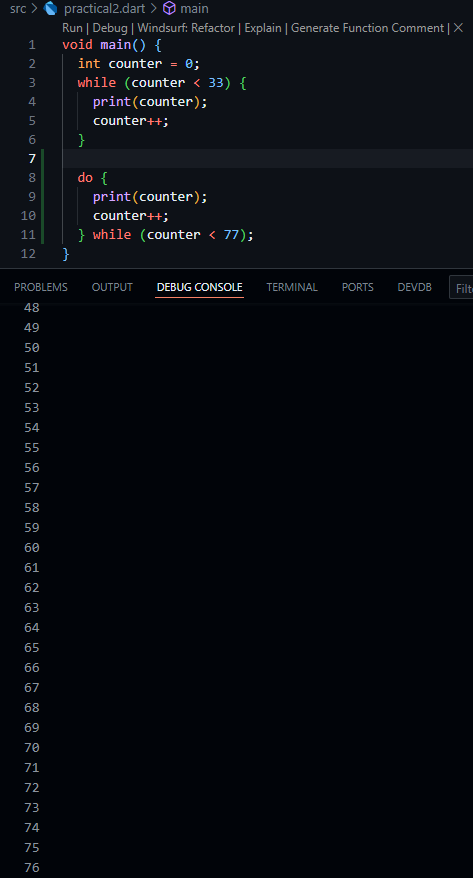 src > practical2.dart > main
Run | Debug | Windsurf: Refactor | Explain | Generate Function Comment | X
1 void main() {
2 int counter = 0;
3 while (counter < 33) {
4 print(counter);
5 counter++;
6 }
7
8 do {
9 print(counter);
10 counter++;
11 } while (counter < 77);
12 }
PROBLEMS OUTPUT DEBUG CONSOLE TERMINAL PORTS DEVDB Filt
48
49
50
51
52
53
54
55
56
57
58
59
60
61
62
63
64
65
66
67
68
69
70
71
72
73
74
75
76